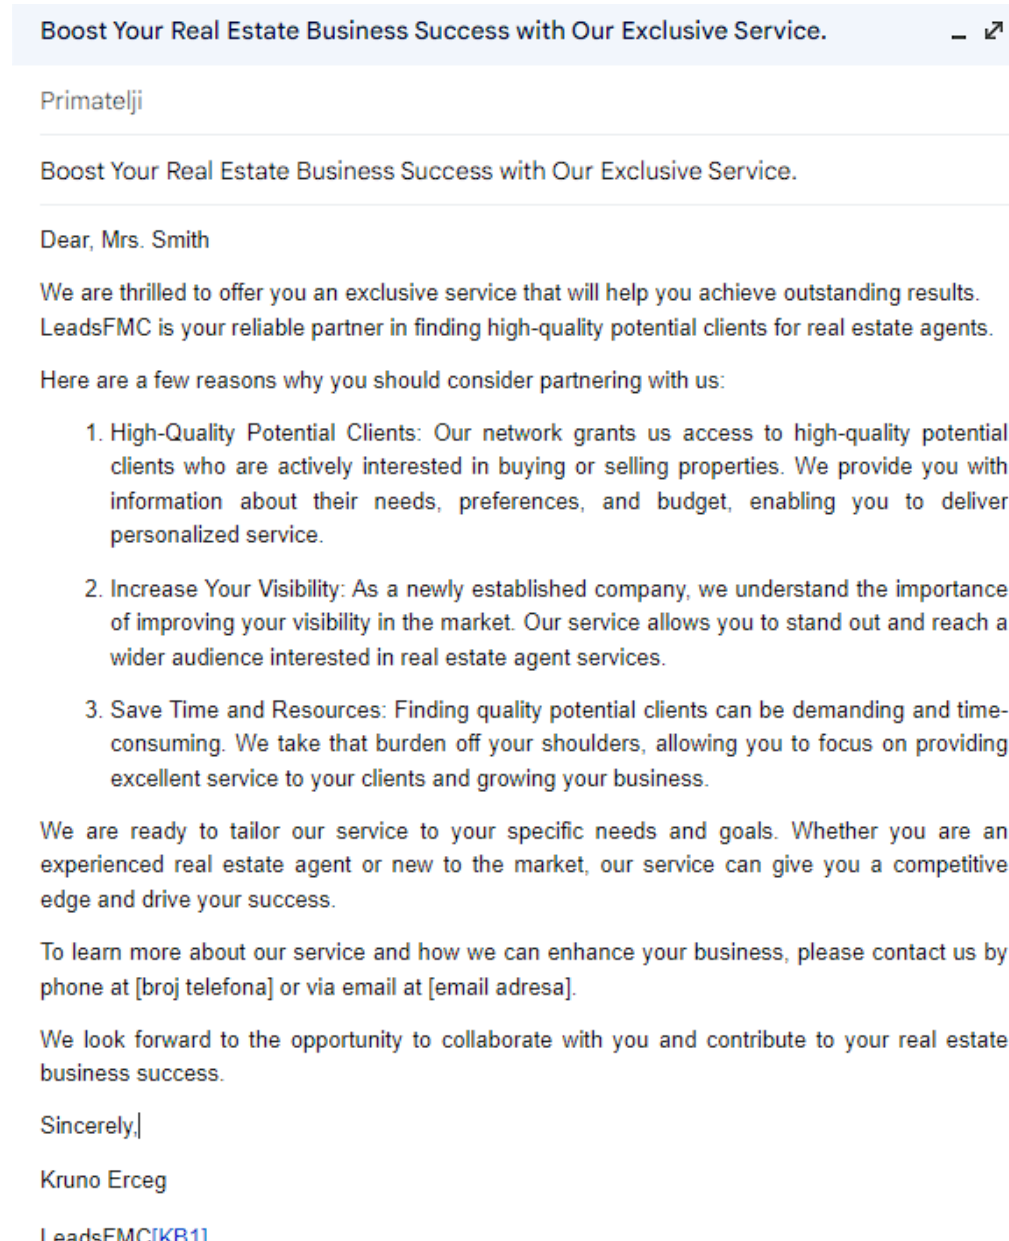 Boost Your Real Estate Business Success with Our Exclusive Service.
Primatelji
Boost Your Real Estate Business Success with Our Exclusive Service.
Dear, Mrs. Smith
We are thrilled to offer you an exclusive service that will help you achieve outstanding results.
LeadsFMC is your reliable partner in finding high-quality potential clients for real estate agents.
Here are a few reasons why you should consider partnering with us:
1. High-Quality Potential Clients: Our network grants us access to high-quality potential
clients who are actively interested in buying or selling properties. We provide you with
information about their needs, preferences, and budget, enabling you to deliver
personalized service.
2. Increase Your Visibility: As a newly established company, we understand the importance
of improving your visibility in the market. Our service allows you to stand out and reach a
wider audience interested in real estate agent services.
3. Save Time and Resources: Finding quality potential clients can be demanding and time-
consuming. We take that burden off your shoulders, allowing you to focus on providing
excellent service to your clients and growing your business.
We are ready to tailor our service to your specific needs and goals. Whether you are an
experienced real estate agent or new to the market, our service can give you a competitive
edge and drive your success.
To learn more about our service and how we can enhance your business, please contact us by
phone at [broj telefona] or via email at [email adresa].
We look forward to the opportunity to collaborate with you and contribute to your real estate
business success.
Sincerely,
Kruno Erceg
LeadsFMC[KB1]